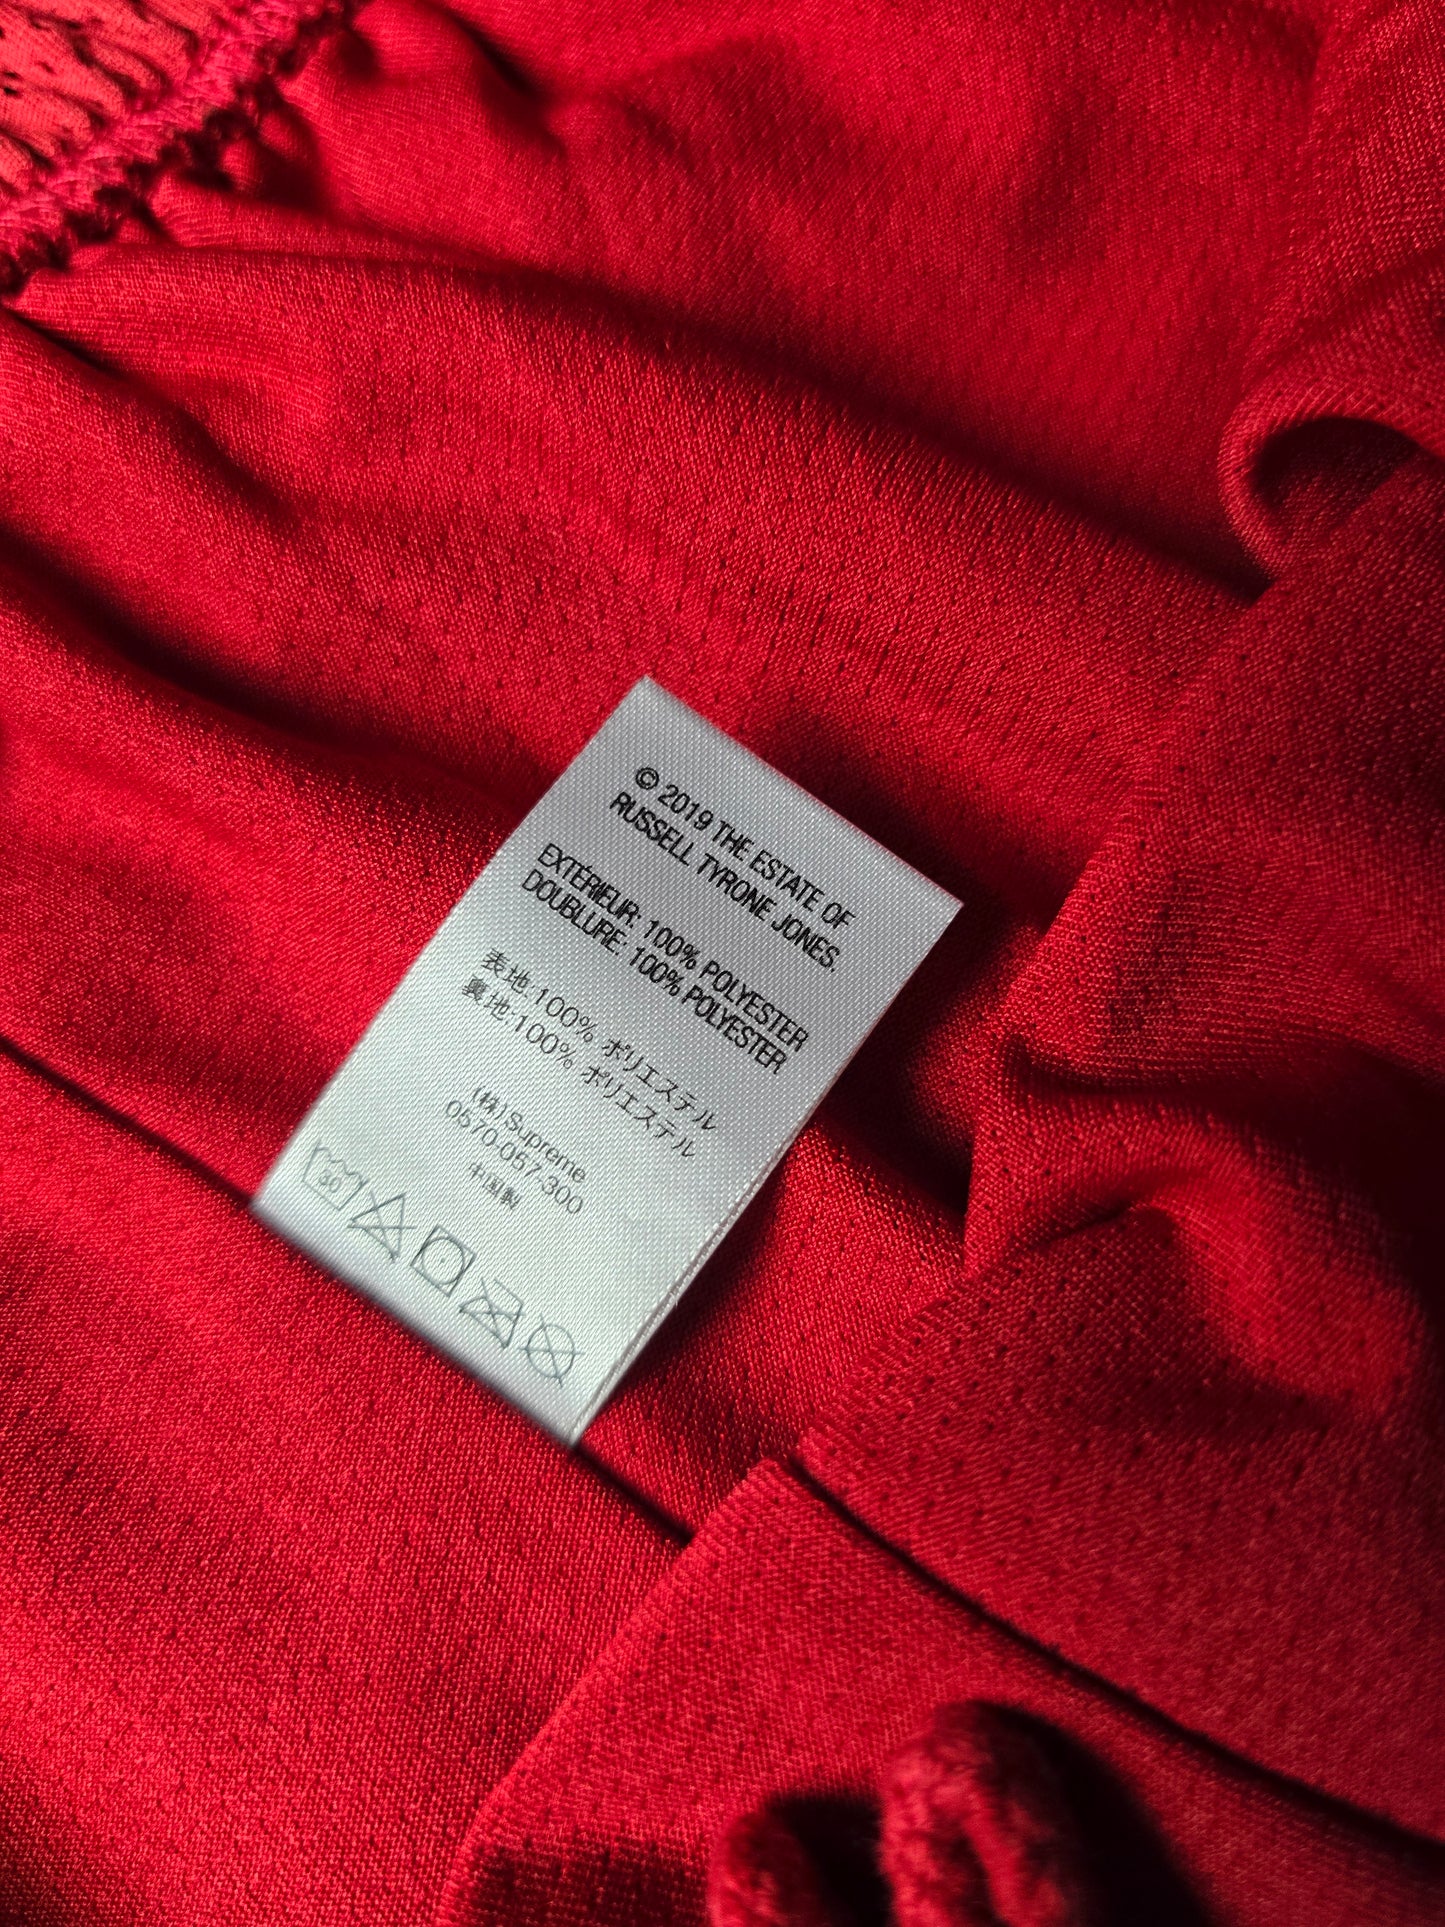 © 2019 THE ESTATE OF
RUSSELL TYRONE JONES.
EXTÉRIEUR: 100% POLYESTER
DOUBLURE: 100% POLYESTER
表地:100% ポリエステル
裏地:100% ポリエステル
(株)Supreme
0570-057-300
中国製
30